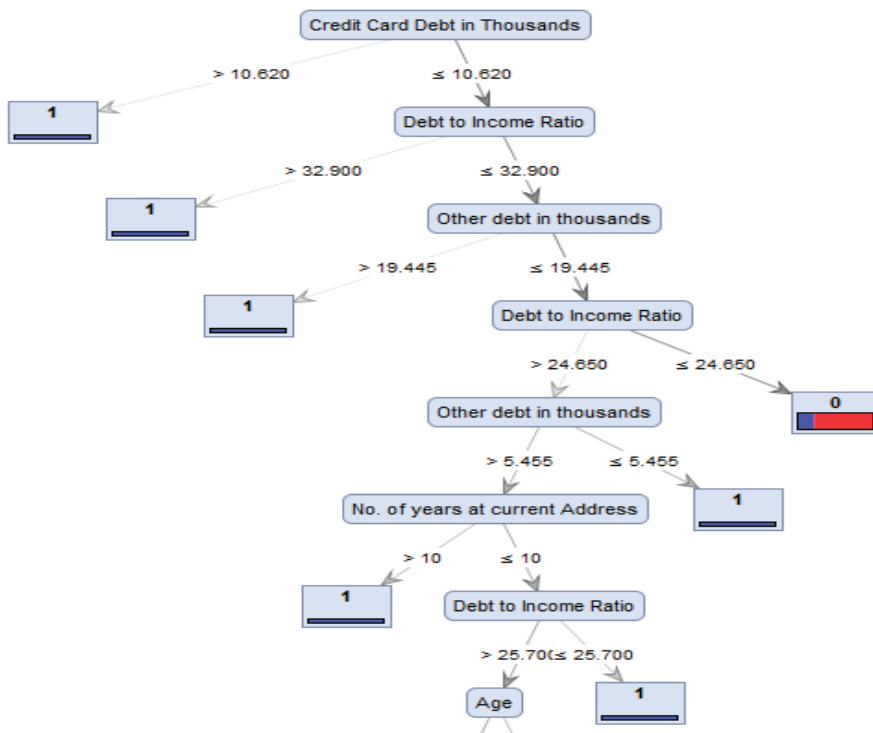 Credit Card Debt in Thousands
> 10.620
≤ 10.620
1
Debt to Income Ratio
> 32.900
≤ 32.900
1
Other debt in thousands
> 19.445
≤ 19.445
1
Debt to Income Ratio
> 24.650
≤ 24.650
0
Other debt in thousands
> 5.455
≤ 5.455
1
No. of years at current Address
> 10
≤ 10
1
Debt to Income Ratio
> 25.700
≤ 25.700
1
Age